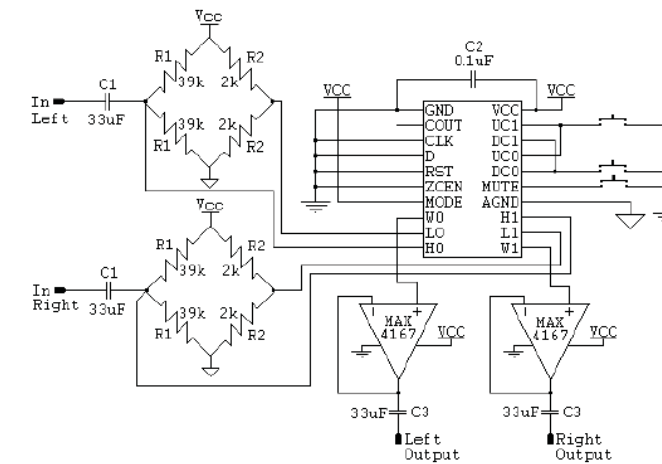 Vcc
R1 R2
39k 2k
C1
In
Left
33uF
39k 2k
R1 R2
C2
0.1uF
VCC VCC
GND VCC
COUT UC1
CLK DC1
D UC0
RST DC0
ZCEN MUTE
MODE AGND
W0 H1
L0 L1
H0 W1
Vcc
R1 R2
39k 2k
C1
In
Right
33uF
39k 2k
R1 R2
- +
MAX
4167
VCC
- +
MAX
4167
VCC
33uF C3
Left
Output
33uF C3
Right
Output